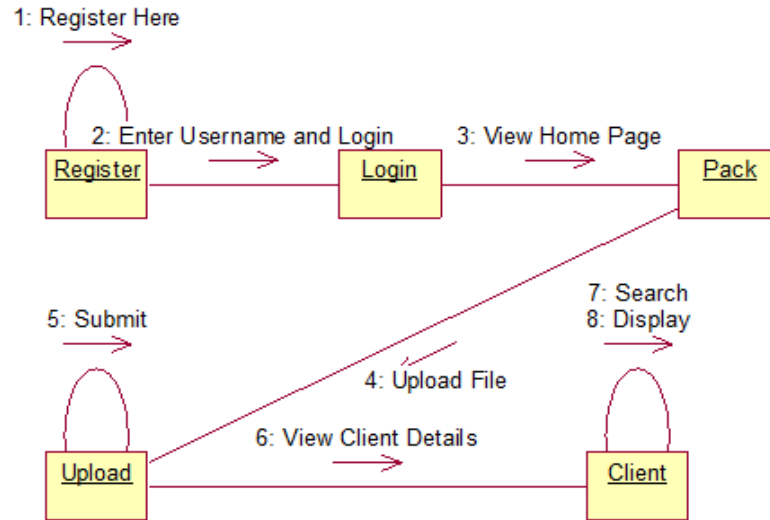 1: Register Here
2: Enter Username and Login
3: View Home Page
Register
Login
Pack
5: Submit
7: Search
8: Display
4: Upload File
6: View Client Details
Upload
Client